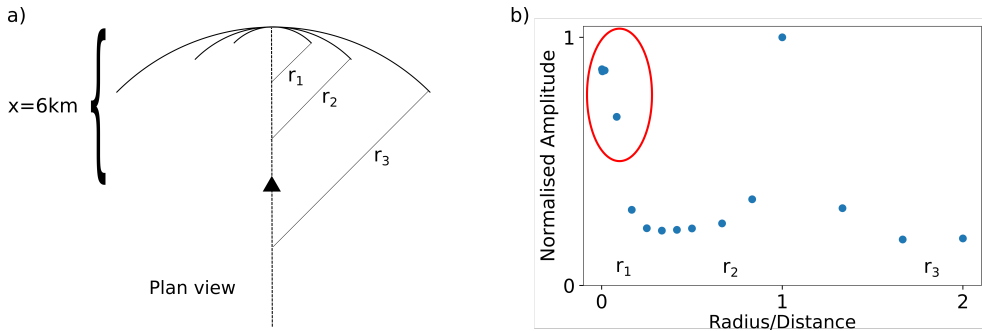 a)
x=6km
r1
r2
r3
Plan view
b)
Normalised Amplitude
1
0
r1
r2
r3
0
1
2
Radius/Distance